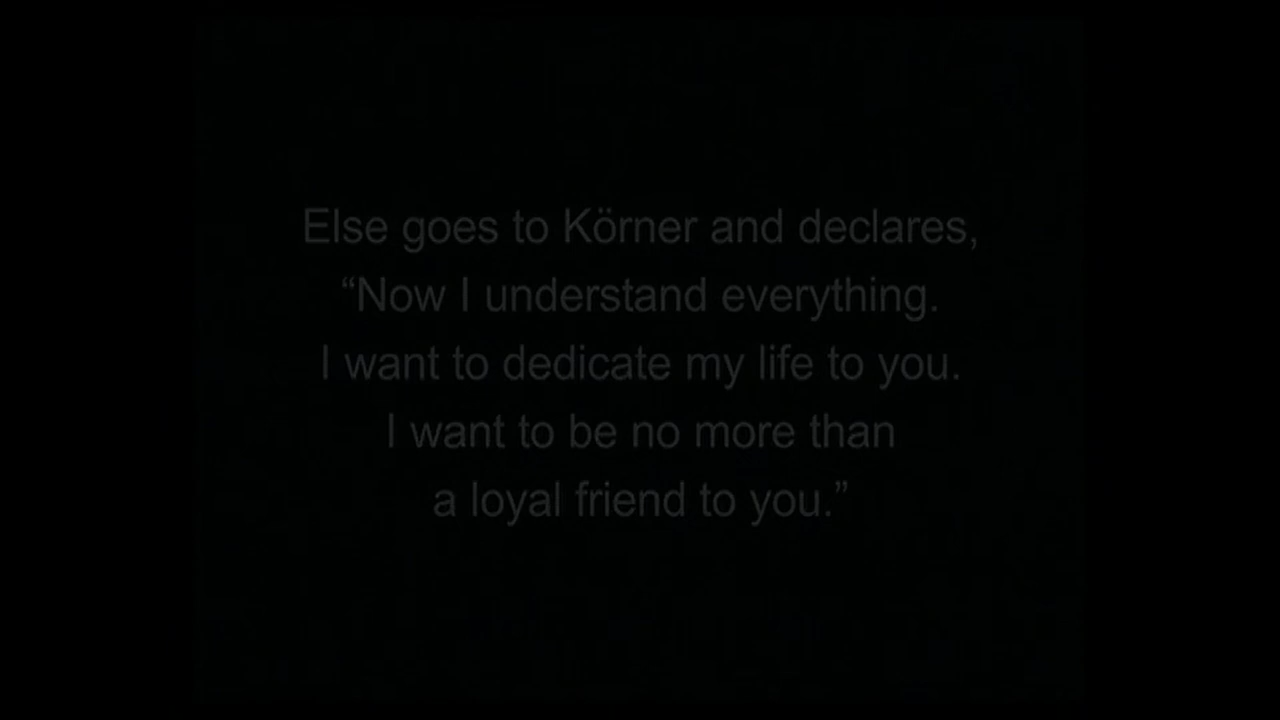 Else goes to Körner and declares,
“Now I understand everything.
I want to dedicate my life to you.
I want to be no more than
a loyal friend to you.”